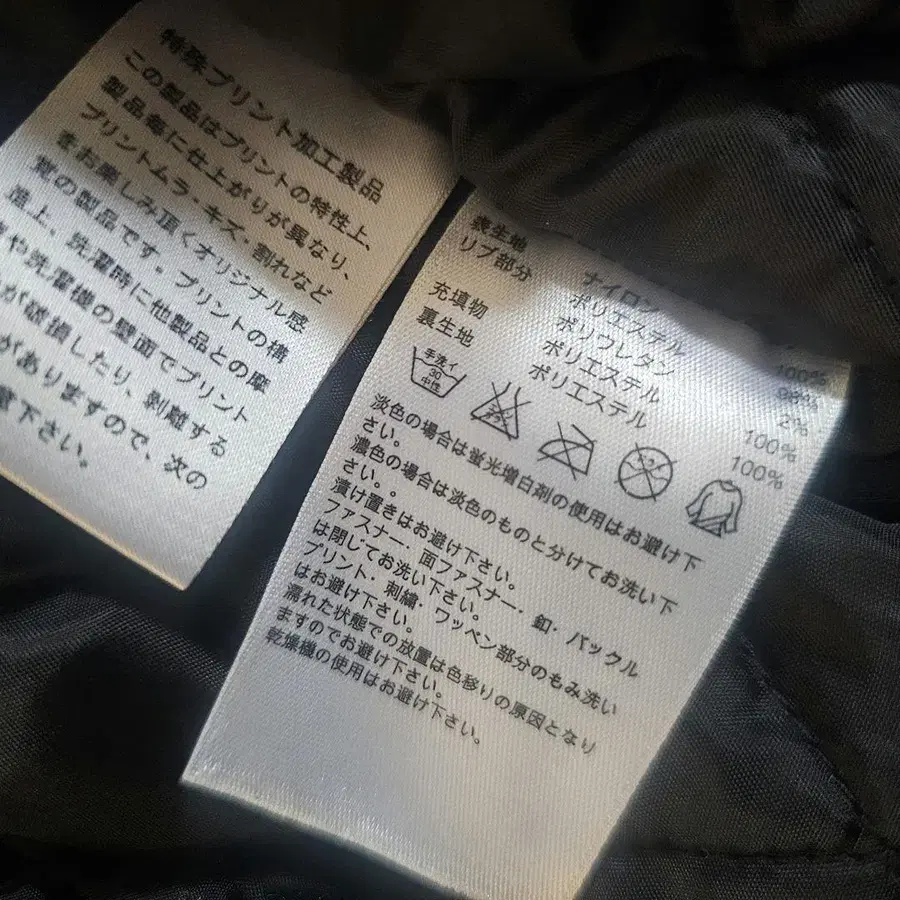 特殊プリント加工製品
この製品はプリントの特性上、
製品毎に仕上がりが異なり、
プリントムラ・キズ・割れなど
をお楽しみ頂くオリジナル感
覚の製品です。プリントの構
造上、洗濯時に他製品との摩
や洗濯機の壁面でプリント
が破損したり、剥離する
がありますので、次の
下さい。
表生地 ナイロン 100%
リブ部分 ポリエステル 98%
ポリウレタン 2%
充填物 ポリエステル 100%
裏生地 ポリエステル 100%
手洗イ
30
中性
淡色の場合は蛍光増白剤の使用はお避け下
さい。
濃色の場合は淡色のものと分けてお洗い下
さい。。
漬け置きはお避け下さい。
ファスナー・面ファスナー・釦・バックル
は閉じてお洗い下さい。
プリント・刺繍・ワッペン部分のもみ洗い
はお避け下さい。
濡れた状態での放置は色移りの原因となり
ますのでお避け下さい。
乾燥機の使用はお避け下さい。